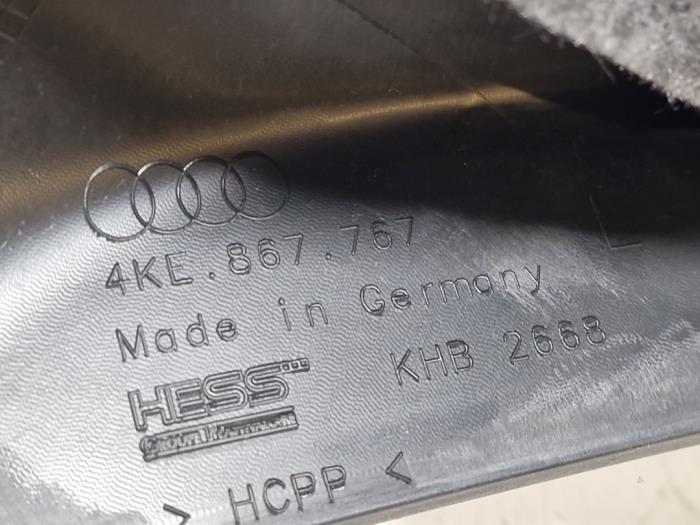 4KE.867.767
L
Made in Germany
KHB 2668
HESS
> HCPP <